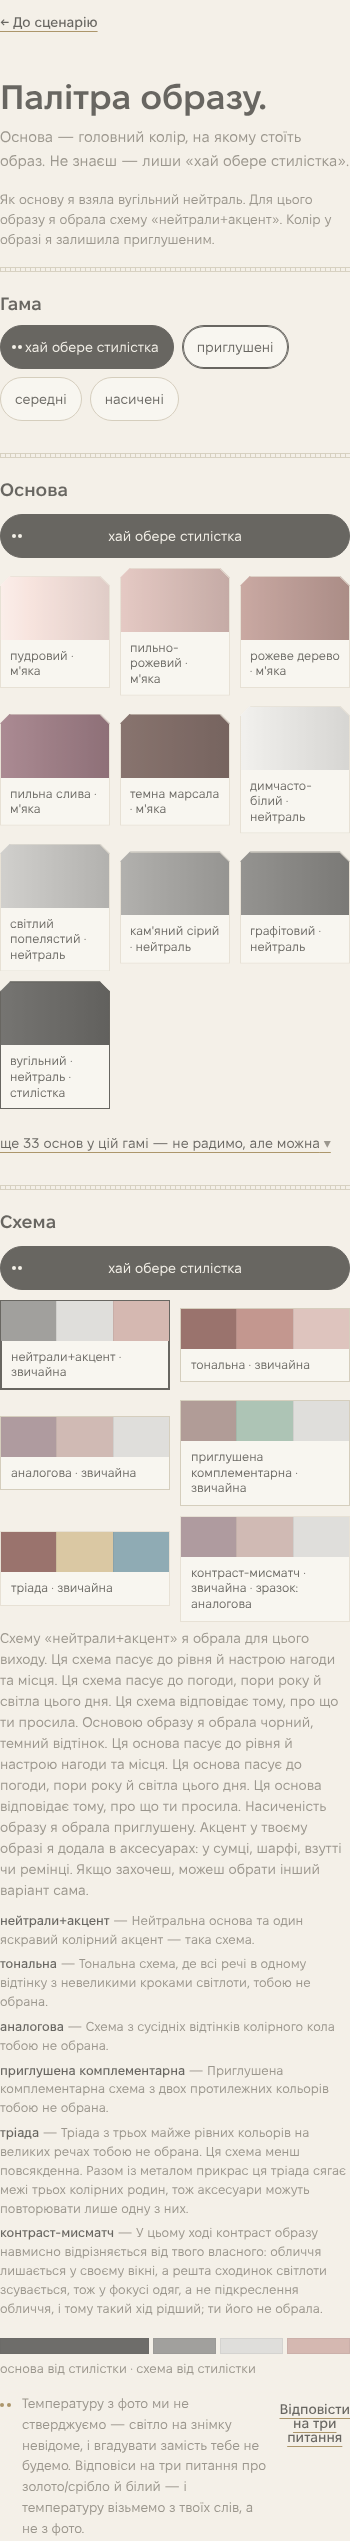 ← До сценарію
Палітра образу.
Основа — головний колір, на якому стоїть
образ. Не знаєш — лиши «хай обере стилістка».
Як основу я взяла вугільний нейтраль. Для цього
образу я обрала схему «нейтрали+акцент». Колір у
образі я залишила приглушеним.
Гама
хай обере стилістка
приглушені
середні
насичені
Основа
хай обере стилістка
пудровий ·
м'яка
пильно-
рожевий ·
м'яка
рожеве дерево
· м'яка
пильна слива ·
м'яка
темна марсала
· м'яка
димчасто-
білий ·
нейтраль
світлий
попелястий ·
нейтраль
кам'яний сірий
· нейтраль
графітовий ·
нейтраль
вугільний ·
нейтраль ·
стилістка
ще 33 основ у цій гамі — не радимо, але можна ▾
Схема
хай обере стилістка
нейтрали+акцент ·
звичайна
тональна · звичайна
аналогова · звичайна
приглушена
комплементарна ·
звичайна
тріада · звичайна
контраст-мисматч ·
звичайна · зразок:
аналогова
Схему «нейтрали+акцент» я обрала для цього
виходу. Ця схема пасує до рівня й настрою нагоди
та місця. Ця схема пасує до погоди, пори року й
світла цього дня. Ця схема відповідає тому, про що
ти просила. Основою образу я обрала чорний,
темний відтінок. Ця основа пасує до рівня й
настрою нагоди та місця. Ця основа пасує до
погоди, пори року й світла цього дня. Ця основа
відповідає тому, про що ти просила. Насиченість
образу я обрала приглушену. Акцент у твоєму
образі я додала в аксесуарах: у сумці, шарфі, взутті
чи ремінці. Якщо захочеш, можеш обрати інший
варіант сама.
нейтрали+акцент — Нейтральна основа та один
яскравий колірний акцент — така схема.
тональна — Тональна схема, де всі речі в одному
відтінку з невеликими кроками світлоти, тобою не
обрана.
аналогова — Схема з сусідніх відтінків колірного кола
тобою не обрана.
приглушена комплементарна — Приглушена
комплементарна схема з двох протилежних кольорів
тобою не обрана.
тріада — Тріада з трьох майже рівних кольорів на
великих речах тобою не обрана. Ця схема менш
повсякденна. Разом із металом прикрас ця тріада сягає
межі трьох колірних родин, тож аксесуари можуть
повторювати лише одну з них.
контраст-мисматч — У цьому ході контраст образу
навмисно відрізняється від твого власного: обличчя
лишається у своєму вікні, а решта сходинок світлоти
зсувається, тож у фокусі одяг, а не підкреслення
обличчя, і тому такий хід рідший; ти його не обрала.
основа від стилістки · схема від стилістки
Температуру з фото ми не
стверджуємо — світло на знімку
невідоме, і вгадувати замість тебе не
будемо. Відповіси на три питання про
золото/срібло й білий — і
температуру візьмемо з твоїх слів, а
не з фото.
Відповісти
на три
питання